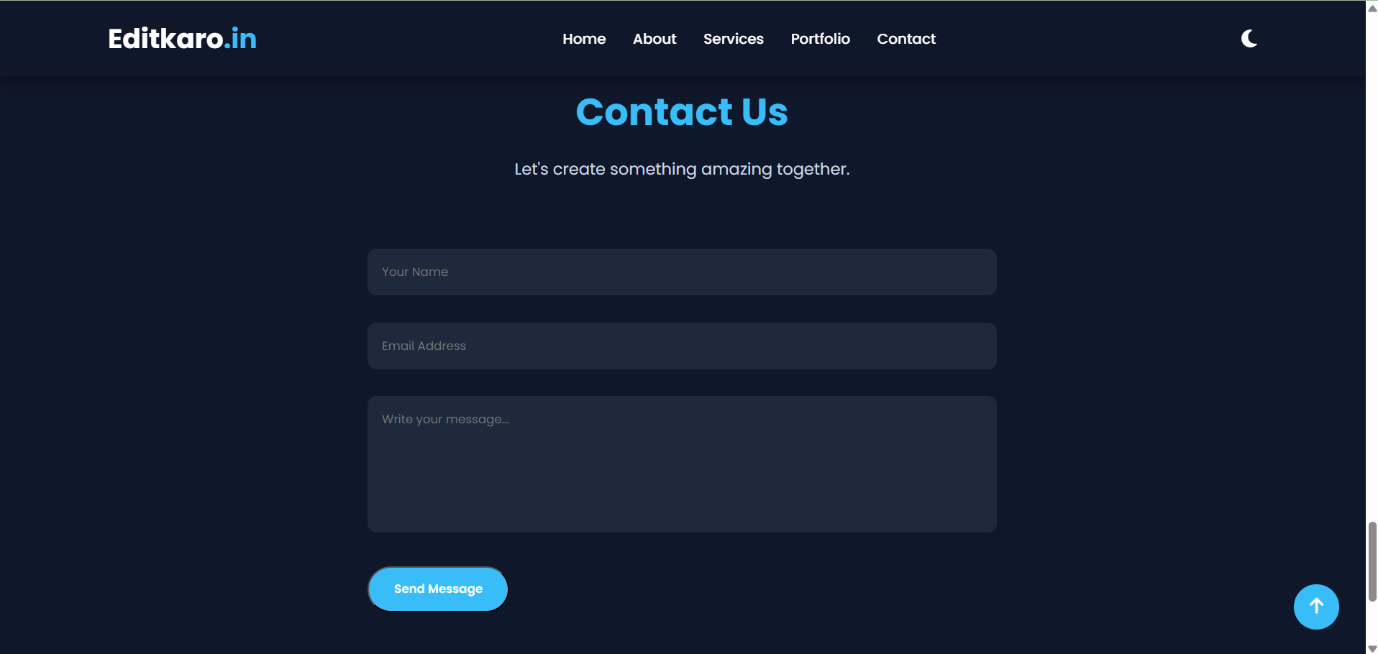 Editkaro.in
Home About Services Portfolio Contact
Contact Us
Let's create something amazing together.
Your Name
Email Address
Write your message...
Send Message